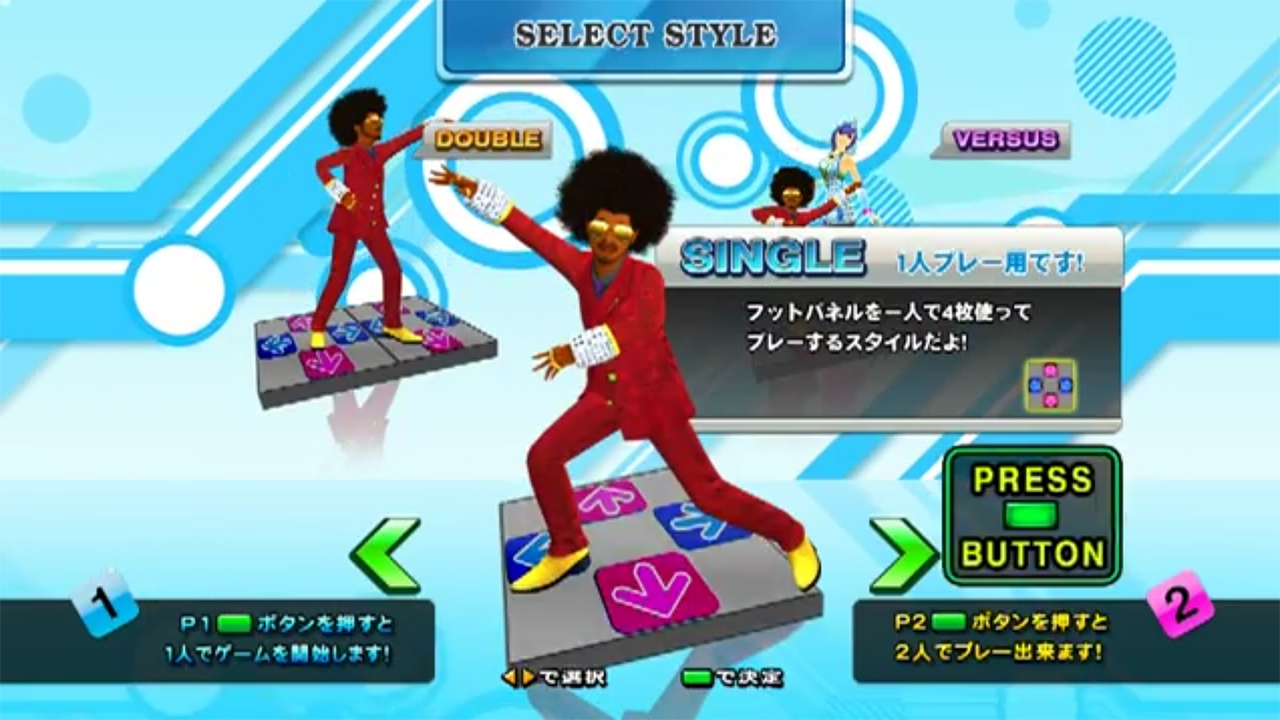 SELECT STYLE
DOUBLE
VERSUS
SINGLE 1人プレー用です!
フットパネルを一人で4枚使って
プレーするスタイルだよ!
PRESS
BUTTON
1
P1 ボタンを押すと
1人でゲームを開始します!
P2 ボタンを押すと
2人でプレー出来ます!
2
で選択 で決定